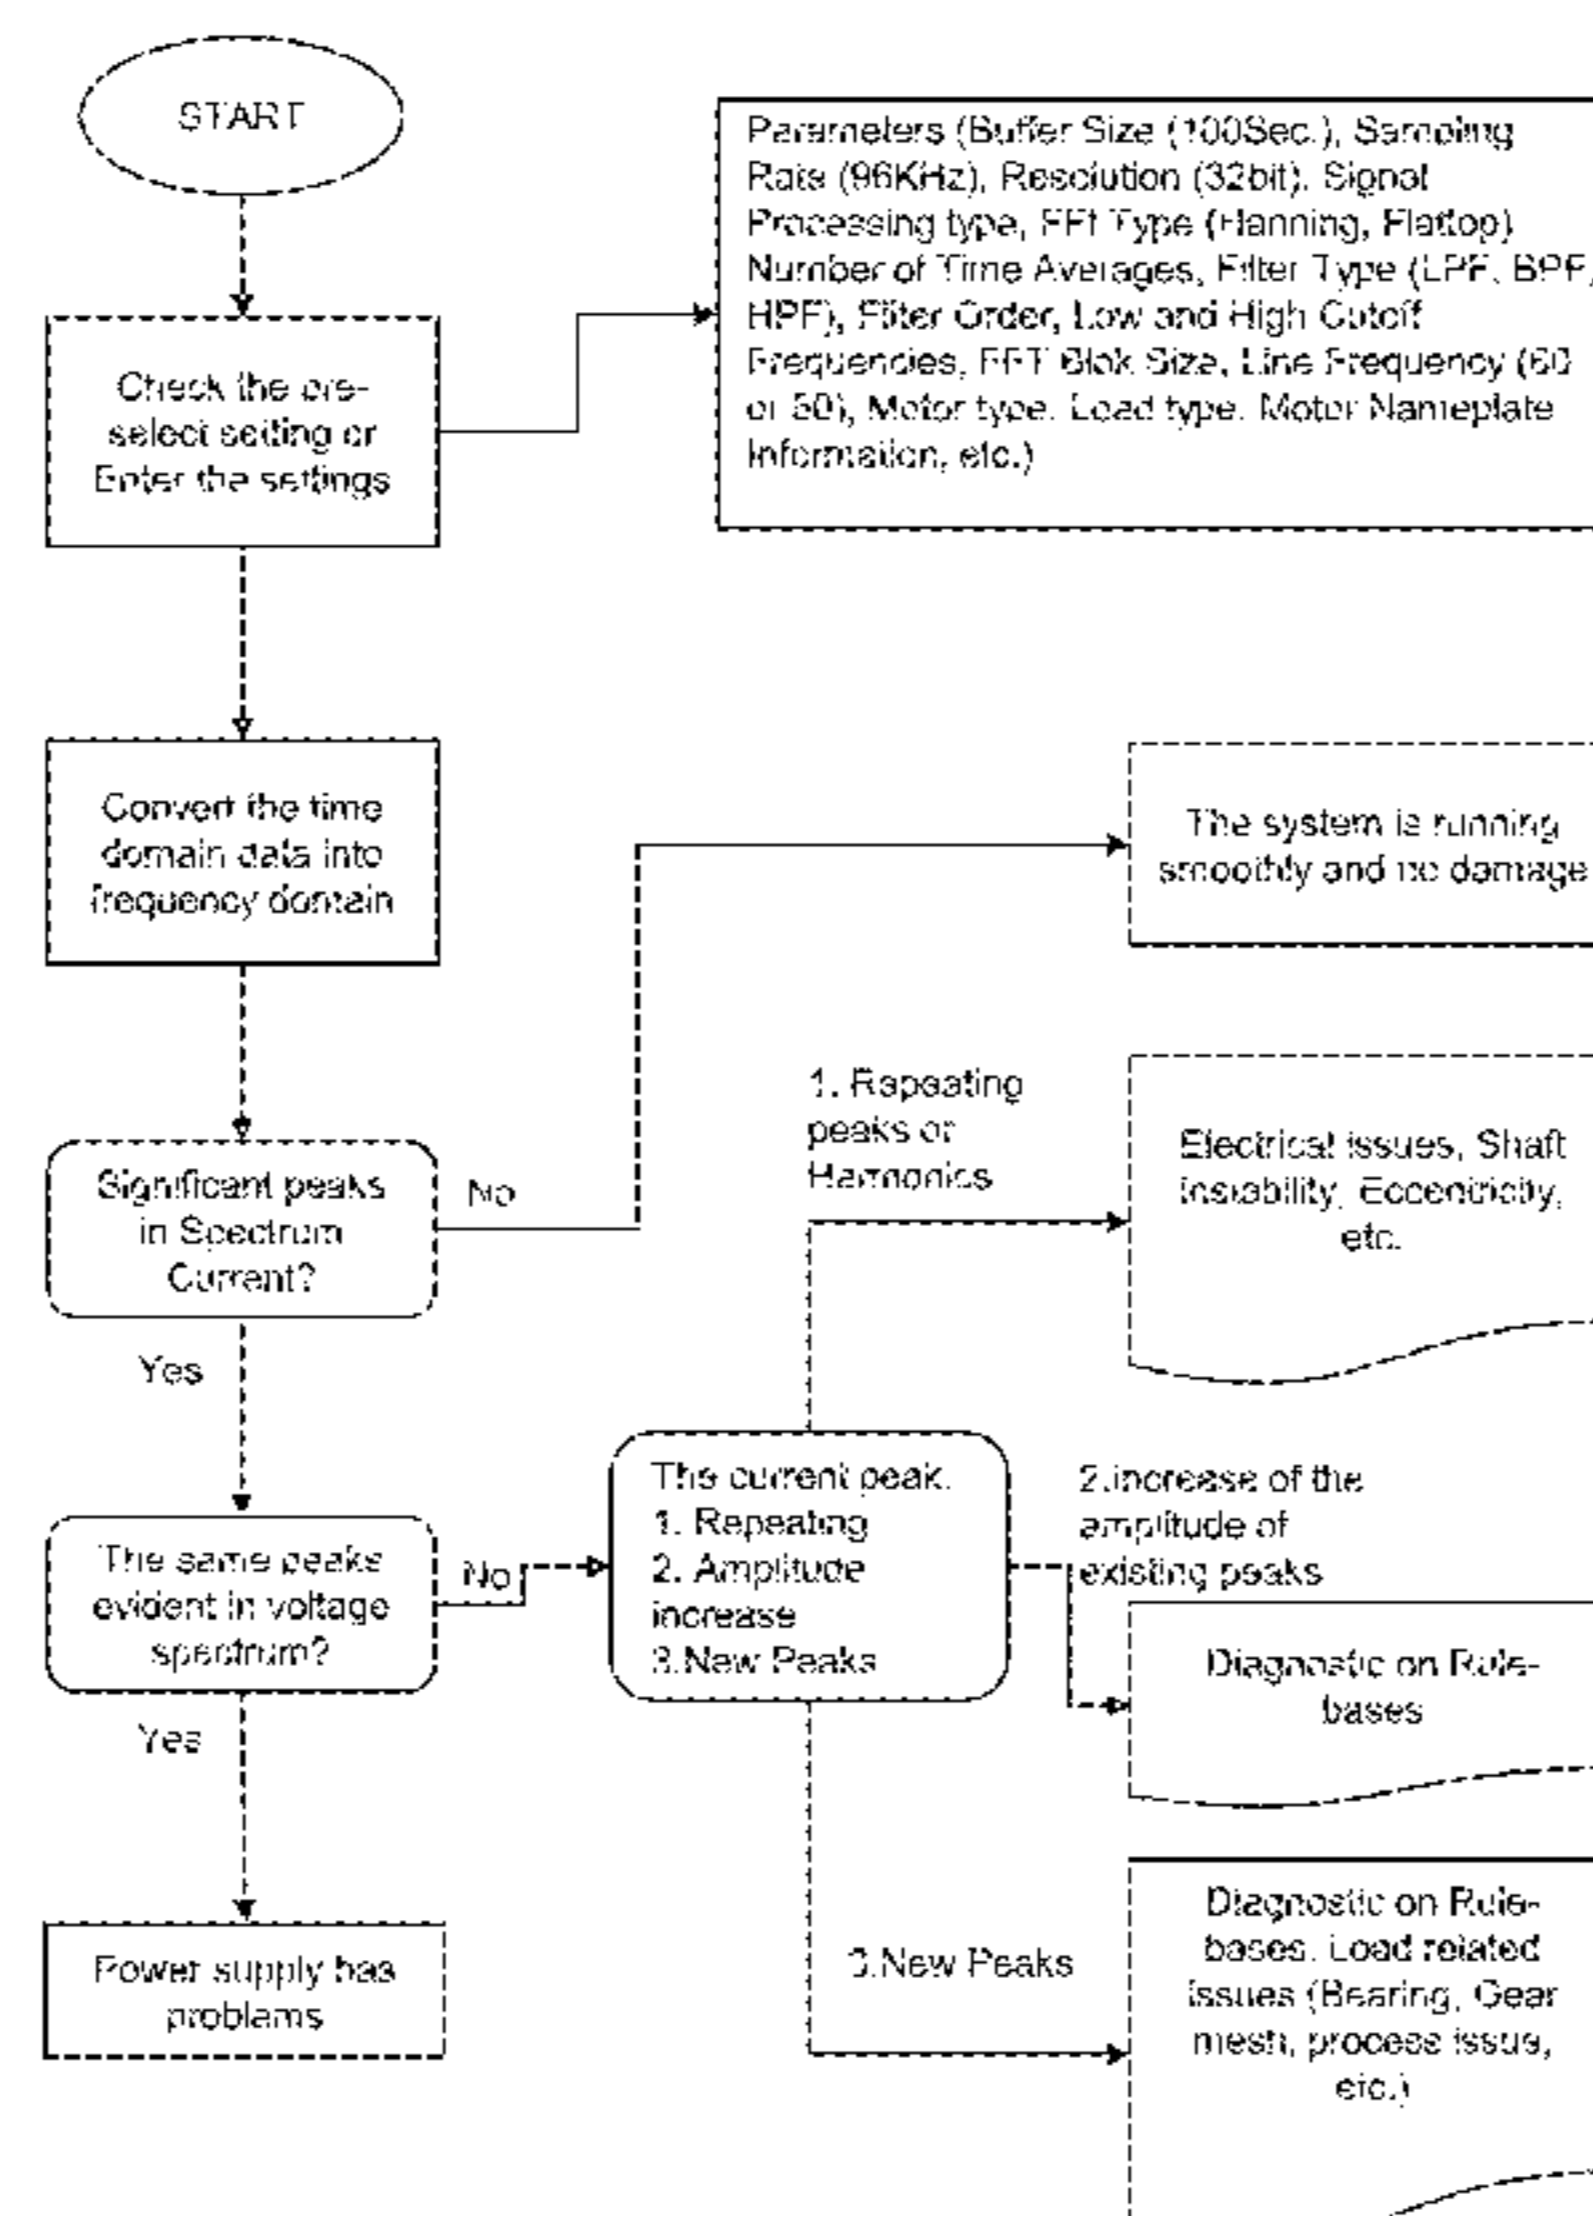 START
Parameters (Buffer Size (100Sec.), Sampling
Rate (96KHz), Resolution (32bit), Signal
Processing type, FFT Type (Hanning, Flattop)
Number of Time Averages, Filter Type (LPF, BPF,
HPF), Filter Order, Low and High Cutoff
Frequencies, FFT Blok Size, Line Frequency (60
or 50), Motor type. Load type. Motor Nameplate
Information, etc.)
Check the pre-
select setting or
Enter the settings
Convert the time
domain data into
frequency domain
The system is running
smoothly and no damage
Significant peaks
in Spectrum
Current?
No
Yes
1. Repeating
peaks or
Harmonics
Electrical issues, Shaft
Instability, Eccentricity,
etc.
The same peaks
evident in voltage
spectrum?
No
Yes
The current peak.
1. Repeating
2. Amplitude
increase
3.New Peaks
2.increase of the
amplitude of
existing peaks
Diagnostic on Rule-
bases
Power supply has
problems
3.New Peaks
Diagnostic on Rule-
bases. Load related
issues (Bearing, Gear
mesh, process issue,
etc.)